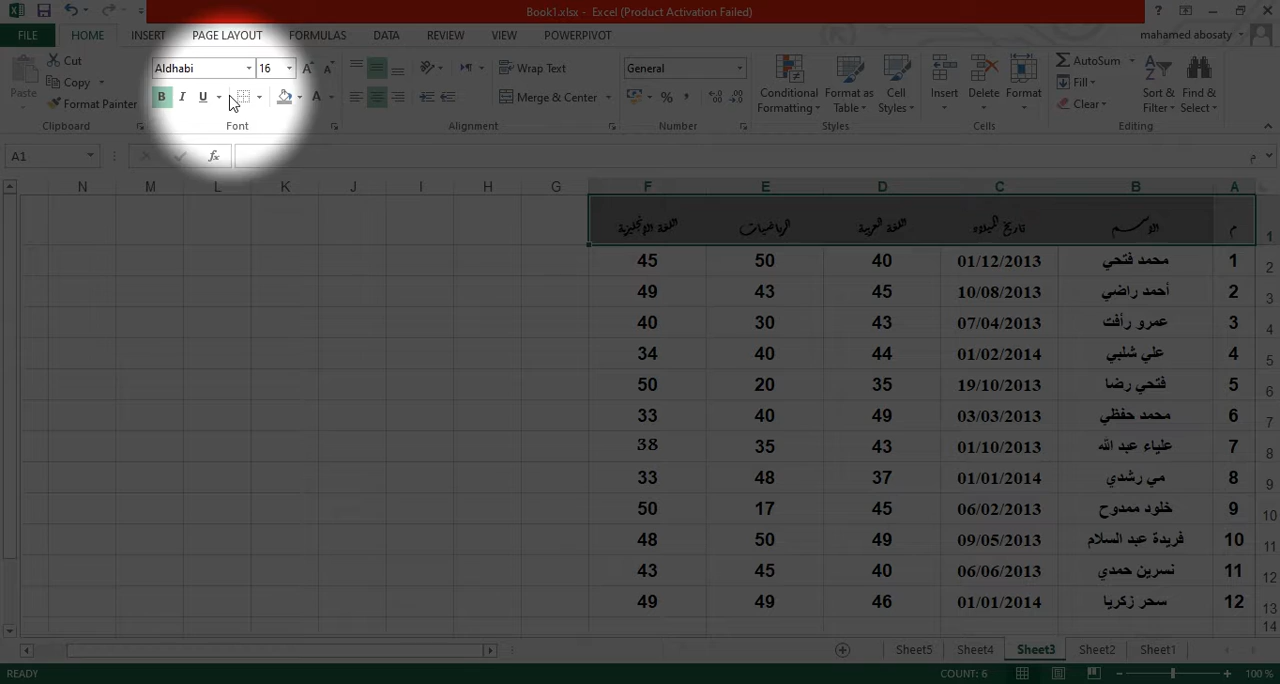 Book1.xlsx - Excel (Product Activation Failed)
FILE HOME INSERT PAGE LAYOUT FORMULAS DATA REVIEW VIEW POWERPIVOT mahamed abosaty
Cut
Copy
Format Painter
Paste
Clipboard
Aldhabi 16
B I U A
Font
Wrap Text
Merge & Center
Alignment
General
%
Number
Conditional Formatting
Format as Table
Cell Styles
Styles
Insert Delete Format
Cells
AutoSum
Fill
Clear
Sort & Filter
Find & Select
Editing
A1 fx م
N M L K J I H G F E D C B A
م الاسم تاريخ الميلاد اللغة العربية الرياضيات اللغة الإنجليزية 1
1 محمد فتحي 01/12/2013 40 50 45 2
2 أحمد راضي 10/08/2013 45 43 49 3
3 عمرو رأفت 07/04/2013 43 30 40 4
4 علي شلبي 01/02/2014 44 40 34 5
5 فتحي رضا 19/10/2013 35 20 50 6
6 محمد حفظي 03/03/2013 49 40 33 7
7 علياء عبد الله 01/10/2013 43 35 38 8
8 مي رشدي 01/01/2014 37 48 33 9
9 خلود ممدوح 06/02/2013 45 17 50 10
10 فريدة عبد السلام 09/05/2013 49 50 48 11
11 نسرين حمدي 06/06/2013 40 45 43 12
12 سحر زكريا 01/01/2014 46 49 49 13
14
Sheet5 Sheet4 Sheet3 Sheet2 Sheet1
READY COUNT: 6 100 %